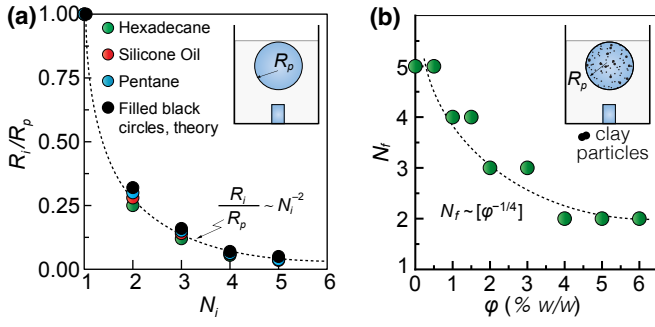 (a)
Hexadecane
Silicone Oil
Pentane
Filled black
circles, theory
R_p
1.00
0.75
0.50
0.25
0.00
R_i/R_p
R_i
R_p
~ N_i^-2
1 2 3 4 5 6
N_i
(b)
R_p
clay
particles
6
5
4
3
2
1
N_f
N_f ~ [φ^-1/4]
0 1 2 3 4 5 6
φ (% w/w)